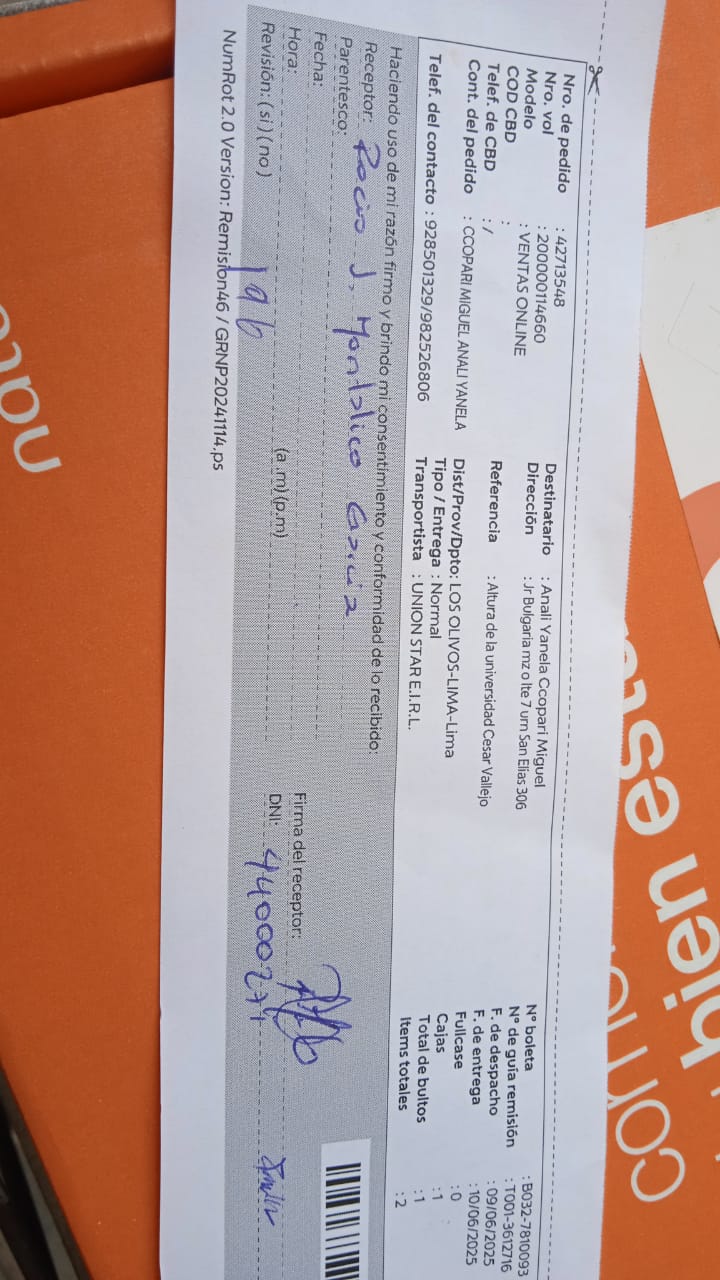 Nro. de pedido : 42713548
Nro. vol : 200000114660
Modelo : VENTAS ONLINE
COD CBD :
Telef. de CBD : /
Cont. del pedido : CCOPARI MIGUEL ANALI YANELA
Telef. del contacto : 928501329/982526806
Destinatario : Anali Yanela Ccopari Miguel
Dirección : Jr Bulgaria mz o lte 7 urn San Elias 306
Referencia : Altura de la universidad Cesar Vallejo
Dist/Prov/Dpto: LOS OLIVOS-LIMA-Lima
Tipo / Entrega : Normal
Transportista : UNION STAR E.I.R.L.
N° boleta : B032-7810093
N° de guía remisión : T001-3612716
F. de despacho : 09/06/2025
F. de entrega : 10/06/2025
Fullcase : 0
Cajas : 1
Total de bultos : 1
Items totales : 2
Haciendo uso de mi razón firmo y brindo mi consentimiento y conformidad de lo recibido:
Receptor: Rocio J. Montalico Garcia
Parentesco:
Fecha:
Hora: (a .m) (p.m)
Revisión: ( si ) ( no )
Firma del receptor:
DNI: 44000271
NumRot 2.0 Version: Remision46 / GRNP20241114.ps
bien
com